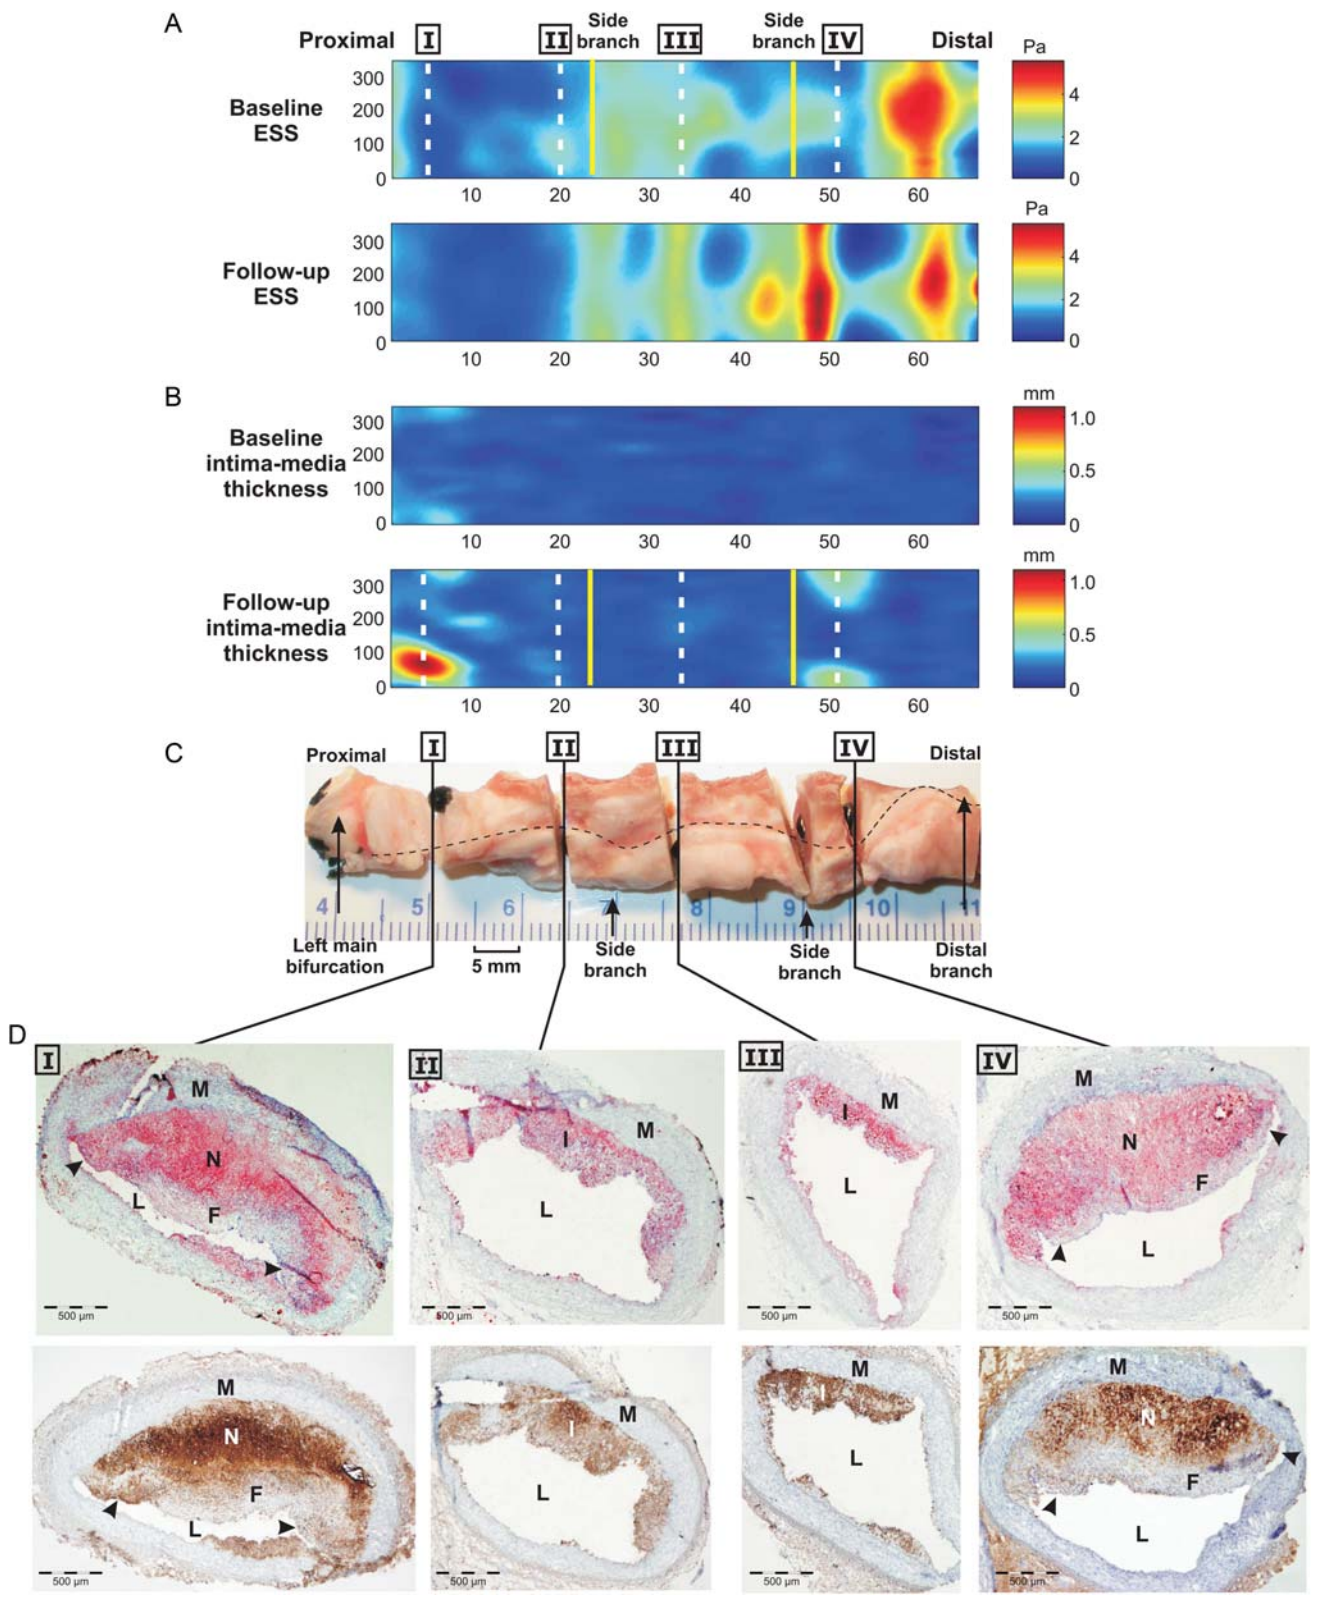 A
Proximal I II Side branch III Side branch IV Distal
Baseline ESS
300
200
100
0
10 20 30 40 50 60
Pa
4
2
0
Follow-up ESS
300
200
100
0
10 20 30 40 50 60
Pa
4
2
0
B
Baseline intima-media thickness
300
200
100
0
10 20 30 40 50 60
mm
1.0
0.5
0
Follow-up intima-media thickness
300
200
100
0
10 20 30 40 50 60
mm
1.0
0.5
0
C
Proximal I II III IV Distal
4 5 6 7 8 9 10 11
Left main bifurcation
5 mm
Side branch
Side branch
Distal branch
D
I
M
N
L
F
500 µm
II
I
M
L
500 µm
III
I
M
L
500 µm
IV
M
N
F
L
500 µm
M
N
F
L
500 µm
M
I
L
500 µm
M
I
L
500 µm
M
N
F
L
500 µm